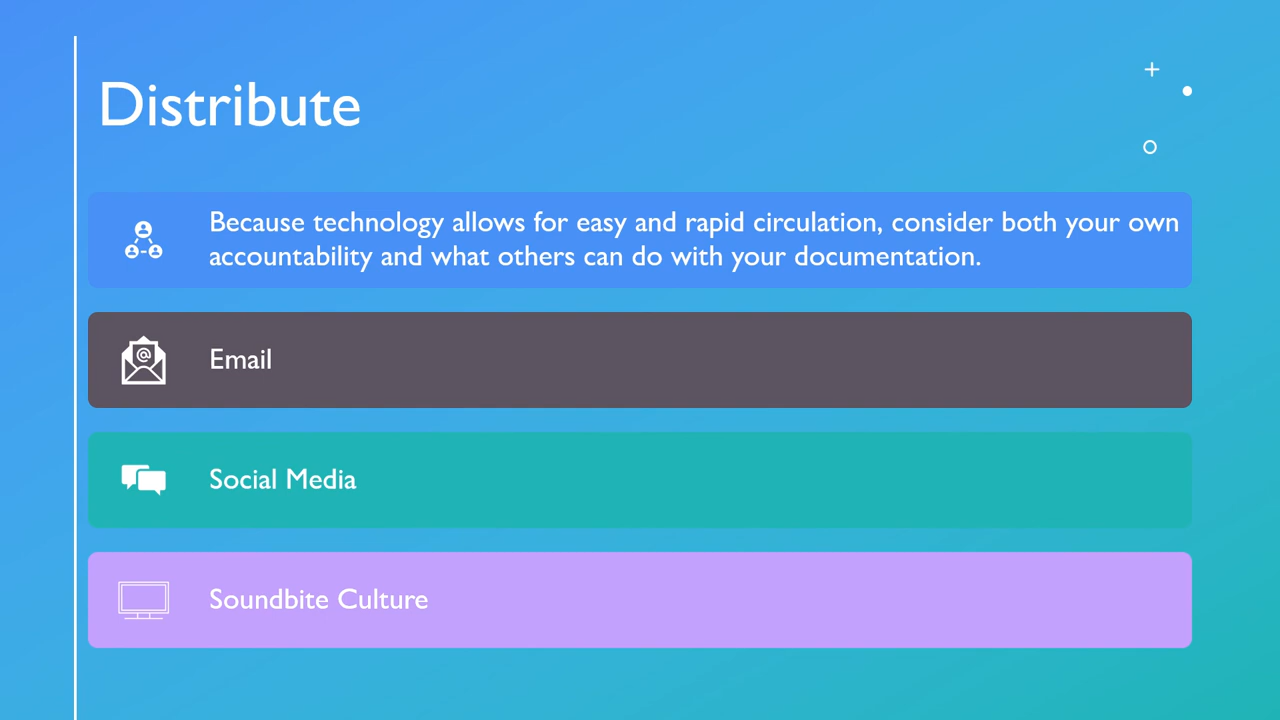 Distribute
Because technology allows for easy and rapid circulation, consider both your own
accountability and what others can do with your documentation.
@
Email
Social Media
Soundbite Culture